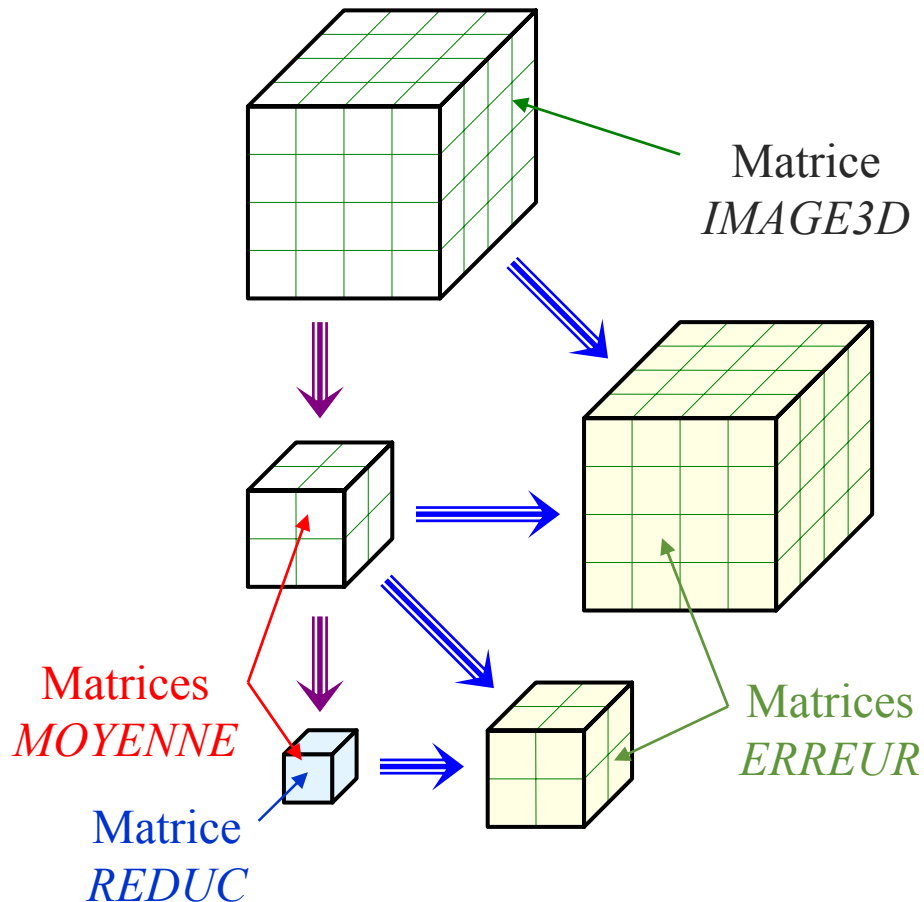 Matrice
IMAGE3D
Matrices
MOYENNE
Matrices
ERREUR
Matrice
REDUC